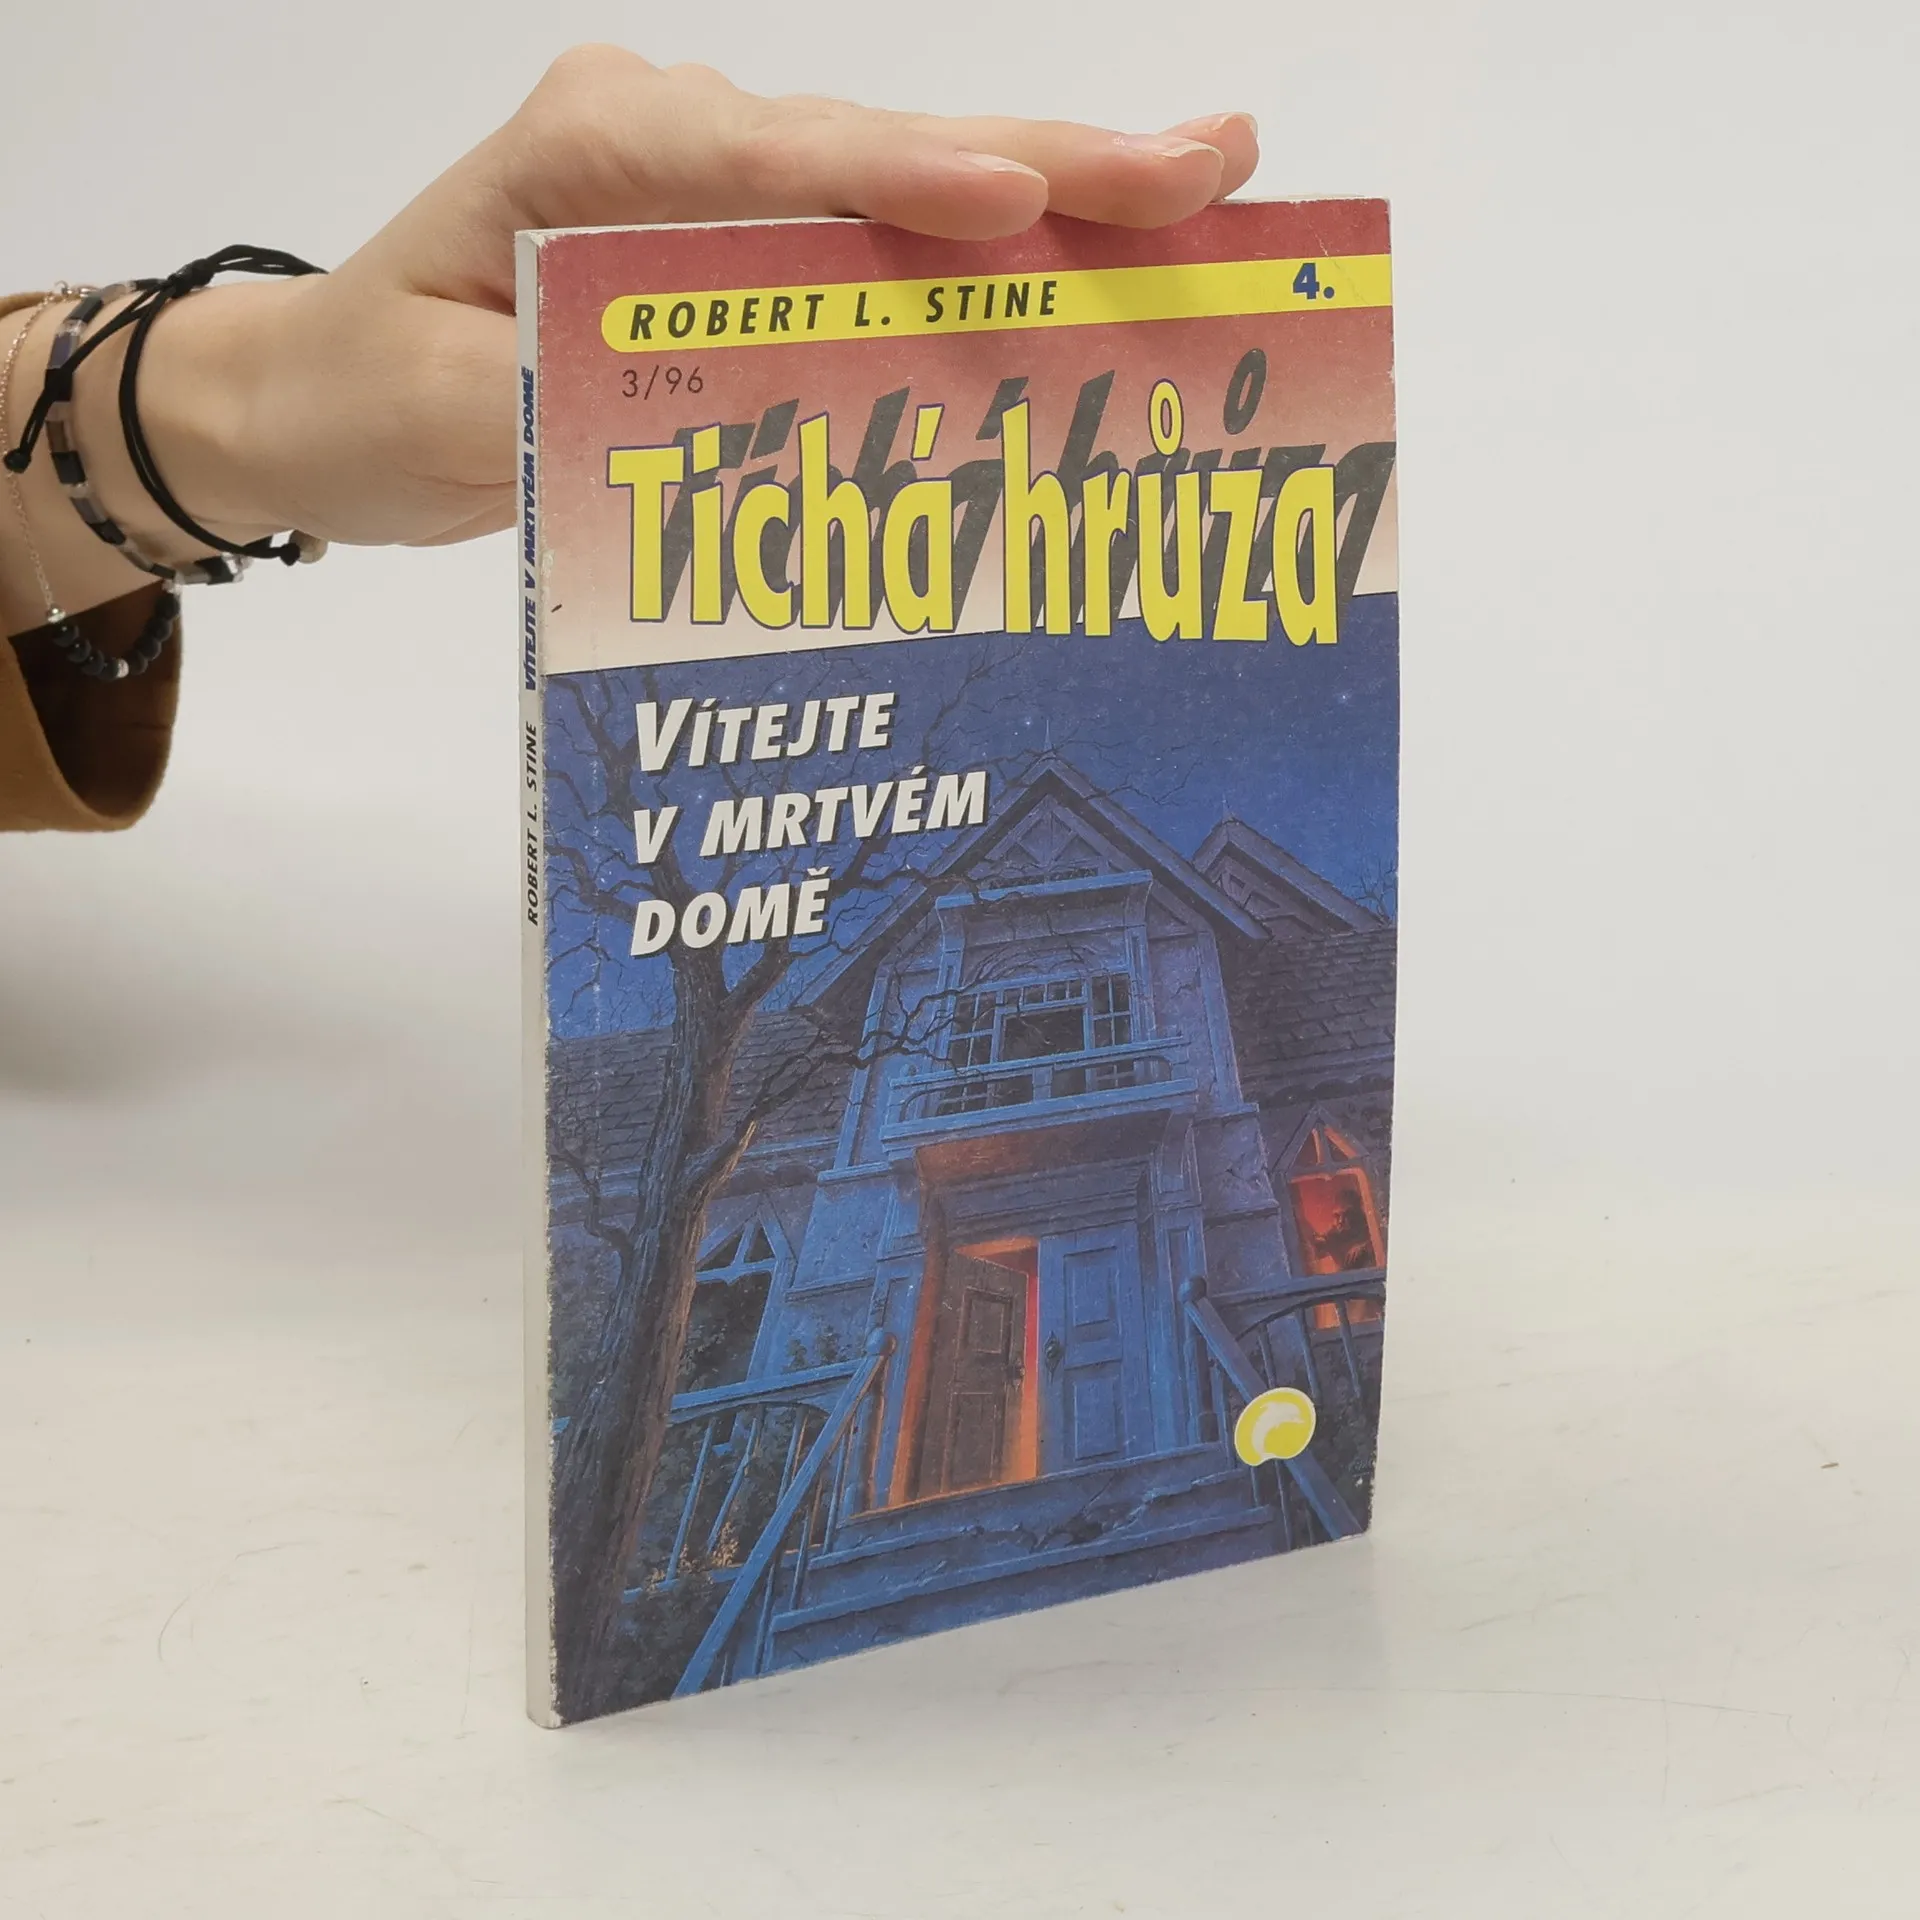 ROBERT L. STINE 4.
3/96
Tichá hrůza
VÍTEJTE
V MRTVÉM
DOMĚ
ROBERT L. STINE VÍTEJTE V MRTVÉM DOMĚ